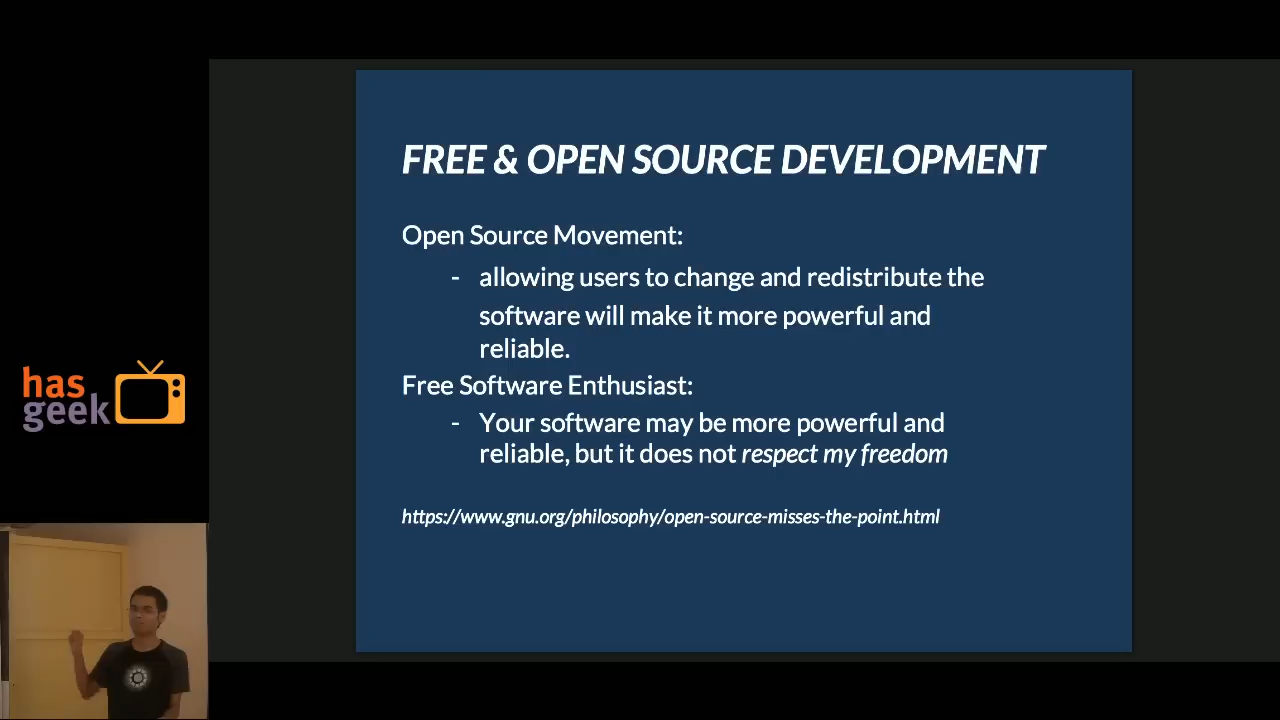 FREE & OPEN SOURCE DEVELOPMENT
Open Source Movement:
- allowing users to change and redistribute the
software will make it more powerful and
reliable.
Free Software Enthusiast:
- Your software may be more powerful and
reliable, but it does not respect my freedom
https://www.gnu.org/philosophy/open-source-misses-the-point.html
has
geek